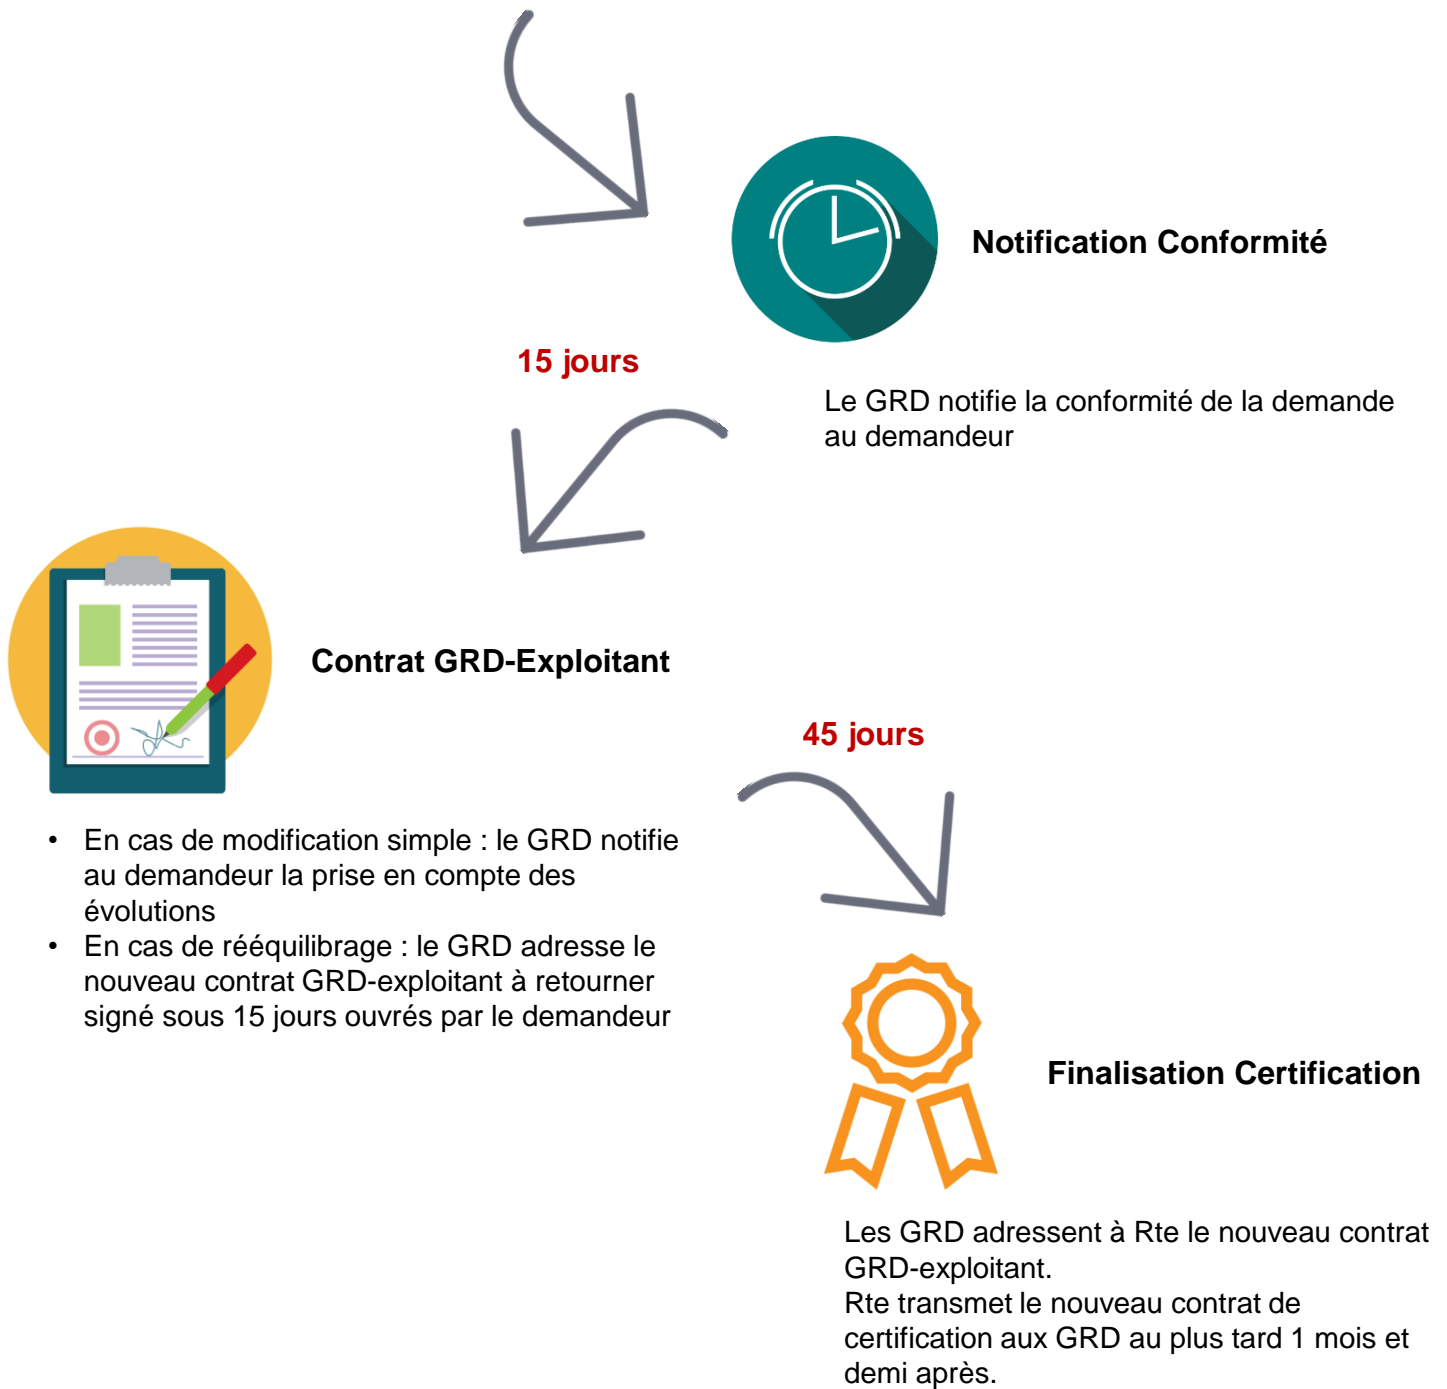 Notification Conformité
15 jours
Le GRD notifie la conformité de la demande
au demandeur
Contrat GRD-Exploitant
45 jours
• En cas de modification simple : le GRD notifie
au demandeur la prise en compte des
évolutions
• En cas de rééquilibrage : le GRD adresse le
nouveau contrat GRD-exploitant à retourner
signé sous 15 jours ouvrés par le demandeur
Finalisation Certification
Les GRD adressent à Rte le nouveau contrat
GRD-exploitant.
Rte transmet le nouveau contrat de
certification aux GRD au plus tard 1 mois et
demi après.